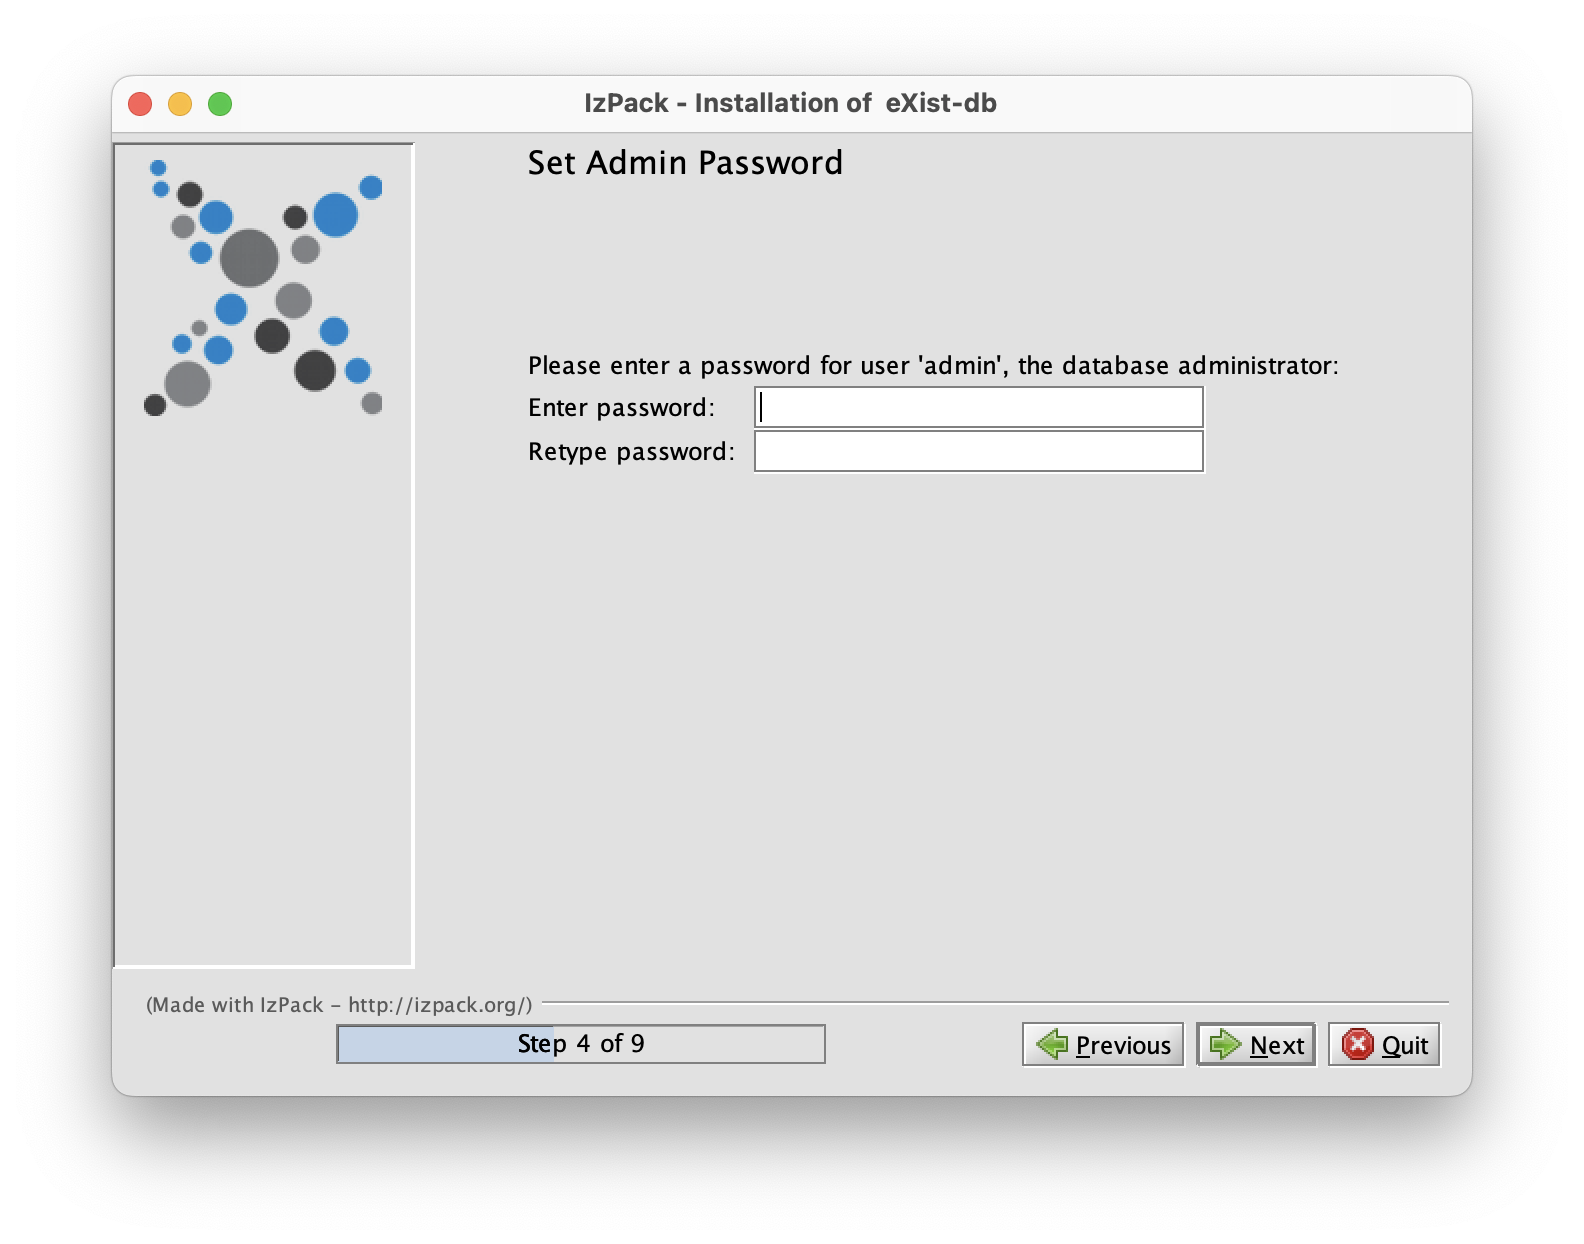 IzPack - Installation of  eXist-db
Set Admin Password
Please enter a password for user 'admin', the database administrator:
Enter password:
Retype password:
(Made with IzPack - http://izpack.org/)
Step 4 of 9
Previous
Next
Quit